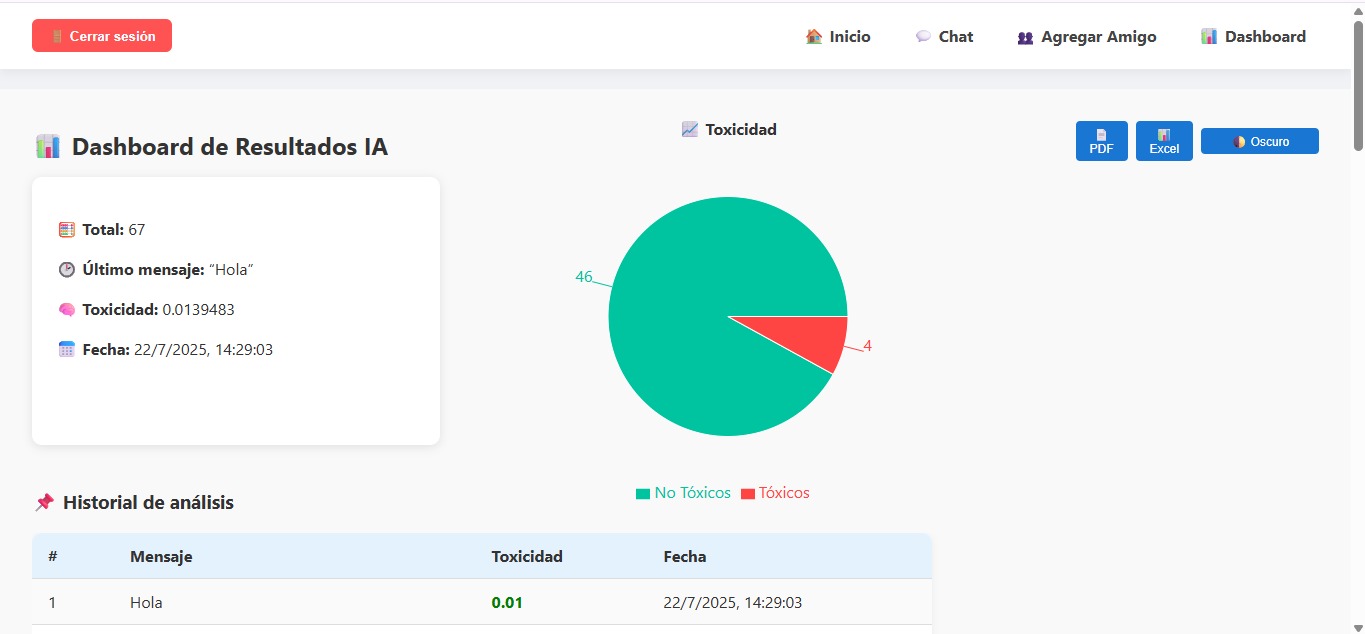 Cerrar sesión
Inicio
Chat
Agregar Amigo
Dashboard
Dashboard de Resultados IA
Toxicidad
PDF
Excel
Oscuro
Total: 67
Último mensaje: “Hola”
Toxicidad: 0.0139483
Fecha: 22/7/2025, 14:29:03
46
4
No Tóxicos
Tóxicos
Historial de análisis
# Mensaje Toxicidad Fecha
1 Hola 0.01 22/7/2025, 14:29:03